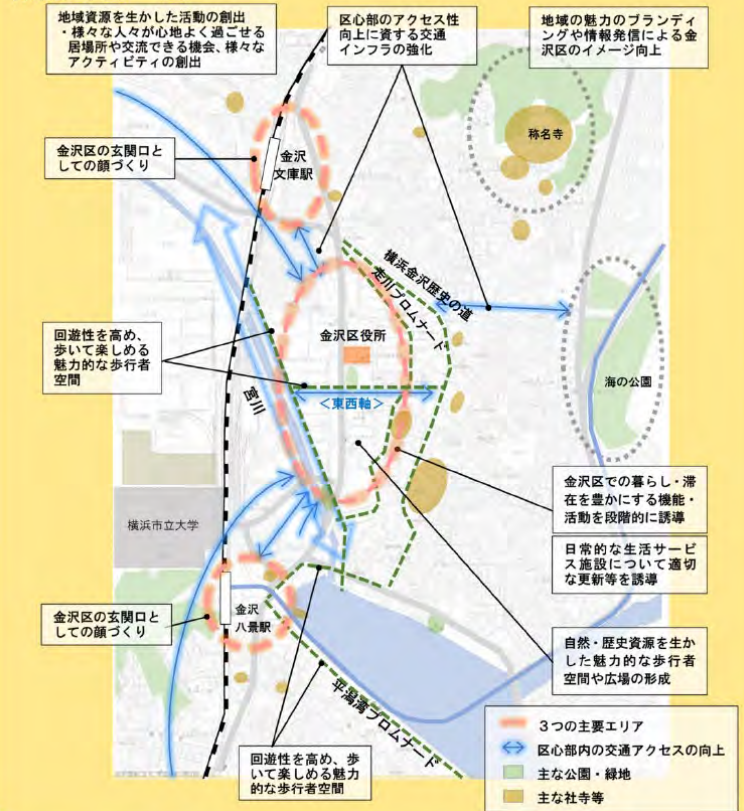 地域資源を生かした活動の創出
・様々な人々が心地よく過ごせる
居場所や交流できる機会、様々な
アクティビティの創出
区心部のアクセス性
向上に資する交通
インフラの強化
地域の魅力のブランディ
ングや情報発信による金
沢区のイメージ向上
称名寺
金沢区の玄関口と
しての顔づくり
金沢
文庫駅
横浜金沢歴史の道
走川プロムナード
金沢区役所
回遊性を高め、
歩いて楽しめる
魅力的な歩行者
空間
宮川
<東西軸>
海の公園
金沢区での暮らし・滞
在を豊かにする機能・
活動を段階的に誘導
横浜市立大学
日常的な生活サービ
ス施設について適切
な更新等を誘導
金沢区の玄関口と
しての顔づくり
金沢
八景駅
自然・歴史資源を生か
した魅力的な歩行者
空間や広場の形成
平潟湾プロムナード
回遊性を高め、歩
いて楽しめる魅力
的な歩行者空間
3つの主要エリア
区心部内の交通アクセスの向上
主な公園・緑地
主な社寺等